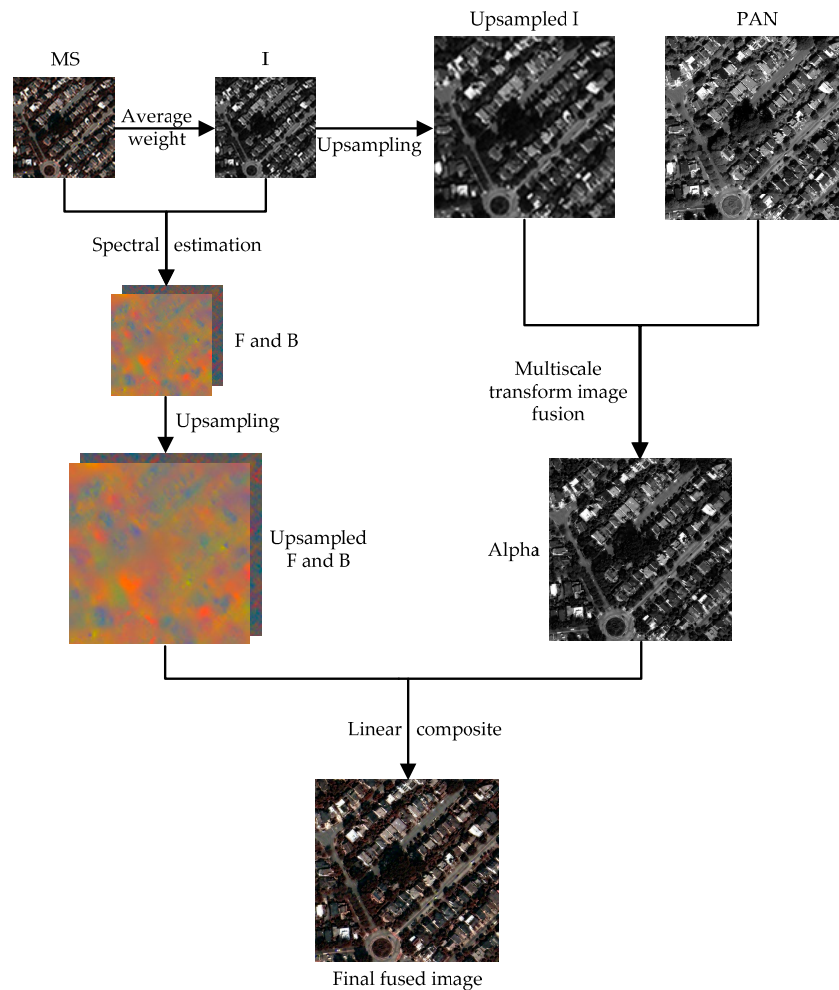 Upsampled I
PAN
MS
I
Average
weight
Upsampling
Spectral estimation
F and B
Multiscale
transform image
fusion
Upsampling
Upsampled
F and B
Alpha
Linear composite
Final fused image